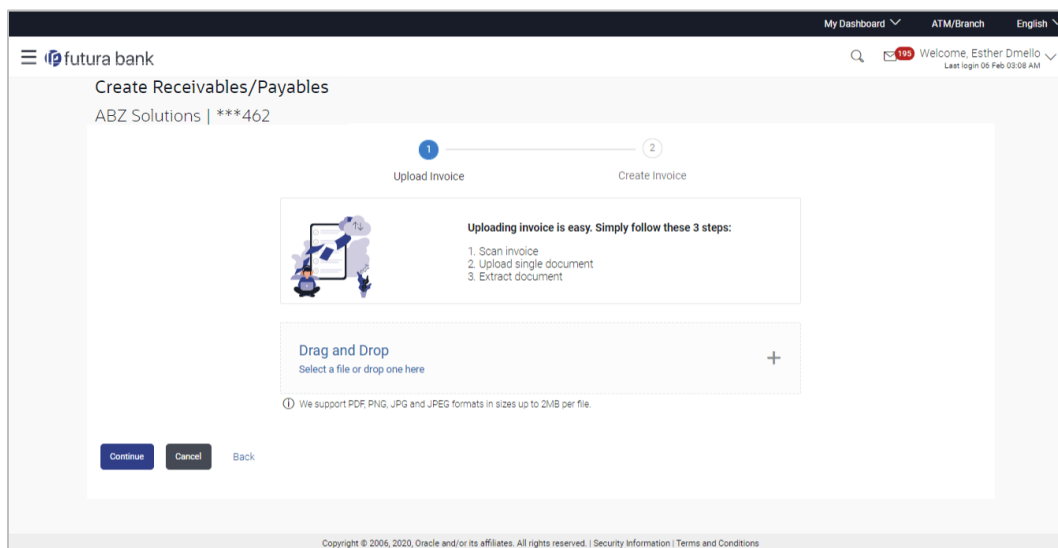 My Dashboard ATM/Branch English
futura bank
195 Welcome, Esther Dmello
Last login 06 Feb 03:08 AM
Create Receivables/Payables
ABZ Solutions | ***462
1 2
Upload Invoice Create Invoice
Uploading invoice is easy. Simply follow these 3 steps:
1. Scan invoice
2. Upload single document
3. Extract document
Drag and Drop
Select a file or drop one here
We support PDF, PNG, JPG and JPEG formats in sizes up to 2MB per file.
Continue Cancel Back
Copyright © 2006, 2020, Oracle and/or its affiliates. All rights reserved. | Security Information | Terms and Conditions